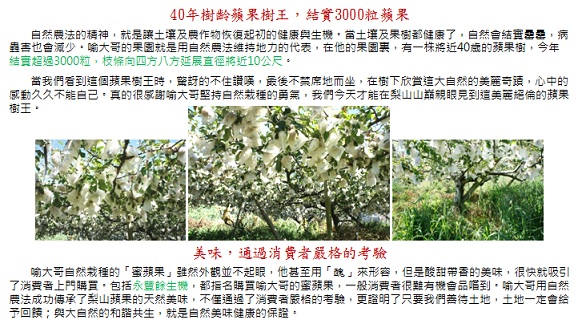 40年樹齡蘋果樹王，結實3000粒蘋果
自然農法的精神，就是讓土壤及農作物恢復起初的健康與生機。當土壤及果樹都健康了，自然會結實纍纍，病
蟲害也會減少。喻大哥的果園就是用自然農法維持地力的代表，在他的果園裏，有一株將近40歲的蘋果樹，今年
結實超過3000粒，枝條向四方八方延展直徑將近10公尺。
當我們看到這個蘋果樹王時，驚訝的不住讚嘆，最後不禁席地而坐，在樹下欣賞這大自然的美麗奇蹟，心中的
感動久久不能自已。真的很感謝喻大哥堅持自然栽種的勇氣，我們今天才能在梨山山巔親眼見到這美麗絕倫的蘋果
樹王。
美味，通過消費者嚴格的考驗
喻大哥自然栽種的「蜜蘋果」雖然外觀並不起眼，他甚至用「醜」來形容，但是酸甜帶香的美味，很快就吸引
了消費者上門購買。包括永豐餘生機，都指名購買喻大哥的蜜蘋果，一般消費者很難有機會品嚐到。喻大哥用自然
農法成功傳承了梨山蘋果的天然美味，不僅通過了消費者嚴格的考驗，更證明了只要我們善待土地，土地一定會給
予回饋；與大自然的和諧共生，就是自然美味健康的保證。